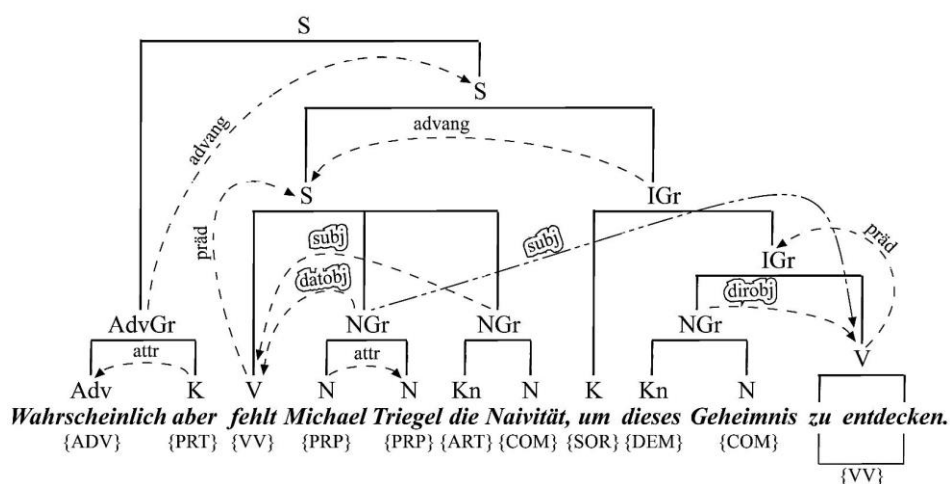 S
S
advang
advang
S
IGr
präd
subj
subj
präd
datobj
IGr
dirobj
AdvGr
NGr
NGr
NGr
V
attr
attr
Adv K V N N Kn N K Kn N
Wahrscheinlich aber fehlt Michael Triegel die Naivität, um dieses Geheimnis zu entdecken.
{ADV} {PRT} {VV} {PRP} {PRP} {ART} {COM} {SOR} {DEM} {COM}
{VV}